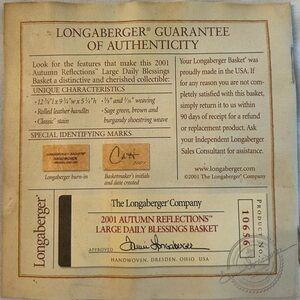 LONGABERGER® GUARANTEE
OF AUTHENTICITY
Look for the features that make this 2001
Autumn Reflections™ Large Daily Blessings
Basket a distinctive and cherished collectible:
UNIQUE CHARACTERISTICS
• Rolled leather handles
• Classic™ stain
• Sage green, brown and
burgundy shoestring weave
SPECIAL IDENTIFYING MARKS
Longaberger burn-in
Basketmaker's initials
and date created
Your Longaberger Basket® was
proudly made in the USA. If
for any reason you are not com-
pletely satisfied with this basket,
simply return it to us within
90 days of receipt for a refund
or replacement product. Ask
your Independent Longaberger
Sales Consultant for assistance.
www.longaberger.com
©2001 The Longaberger® Company
Longaberger®
The Longaberger Company
2001 AUTUMN REFLECTIONS™
LARGE DAILY BLESSINGS BASKET
APPROVED
HANDWOVEN, DRESDEN, OHIO, USA
PRODUCT NO.